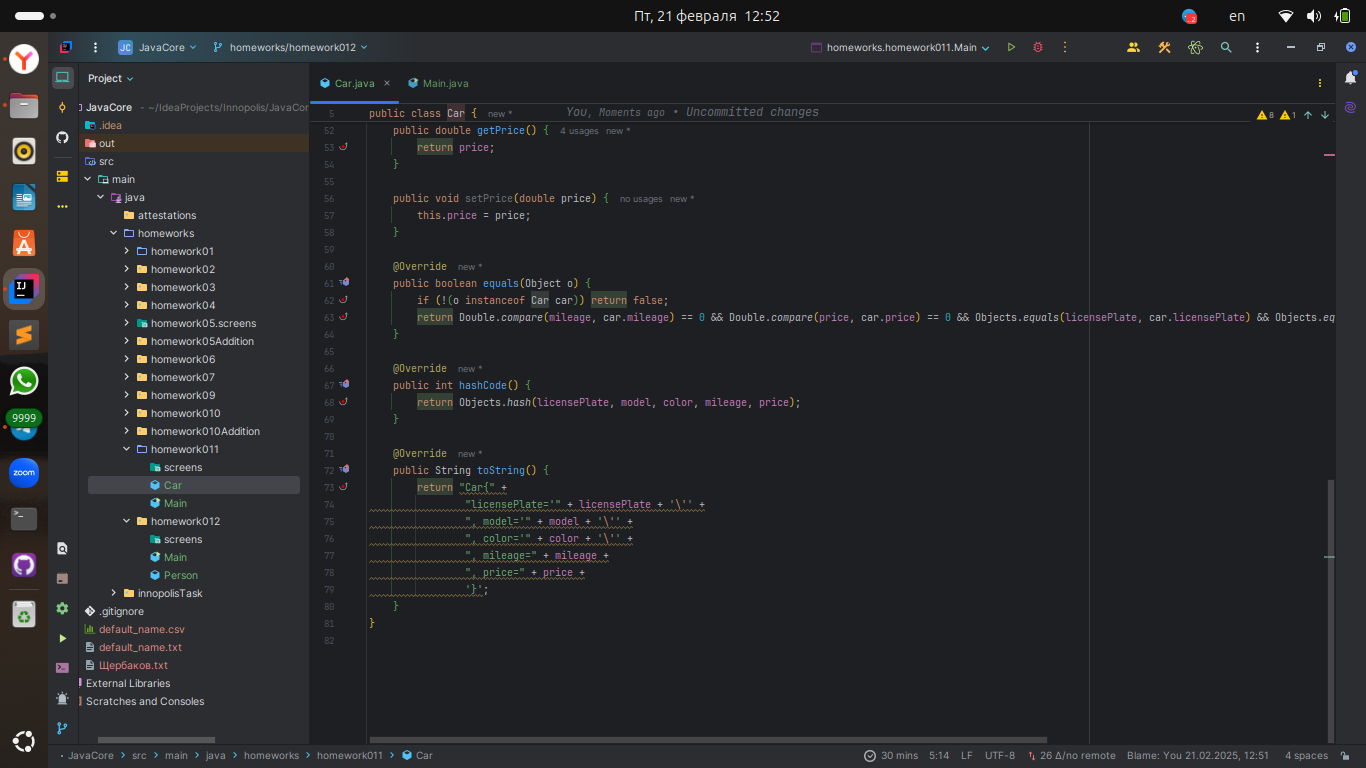 Пт, 21 февраля 12:52
en
JC JavaCore
homeworks/homework012
homeworks.homework011.Main
Project
Car.java
Main.java
JavaCore ~/IdeaProjects/Innopolis/JavaCor
.idea
out
src
main
java
attestations
homeworks
homework01
homework02
homework03
homework04
homework05.screens
homework05Addition
homework06
homework07
homework09
homework010
homework010Addition
homework011
screens
Car
Main
homework012
screens
Main
Person
innopolisTask
.gitignore
default_name.csv
default_name.txt
Щербаков.txt
External Libraries
Scratches and Consoles
9999
zoom
5 public class Car { new * You, Moments ago • Uncommitted changes
8 1
52 public double getPrice() { 4 usages new *
53 return price;
54 }
55
56 public void setPrice(double price) { no usages new *
57 this.price = price;
58 }
59
60 @Override new *
61 public boolean equals(Object o) {
62 if (!(o instanceof Car car)) return false;
63 return Double.compare(mileage, car.mileage) == 0 && Double.compare(price, car.price) == 0 && Objects.equals(licensePlate, car.licensePlate) && Objects.eq
64 }
65
66 @Override new *
67 public int hashCode() {
68 return Objects.hash(licensePlate, model, color, mileage, price);
69 }
70
71 @Override new *
72 public String toString() {
73 return "Car{" +
74 "licensePlate='" + licensePlate + '\'' +
75 ", model='" + model + '\'' +
76 ", color='" + color + '\'' +
77 ", mileage=" + mileage +
78 ", price=" + price +
79 '}';
80 }
81 }
82
JavaCore > src > main > java > homeworks > homework011 > Car
30 mins 5:14 LF UTF-8 26 Δ/no remote Blame: You 21.02.2025, 12:51 4 spaces